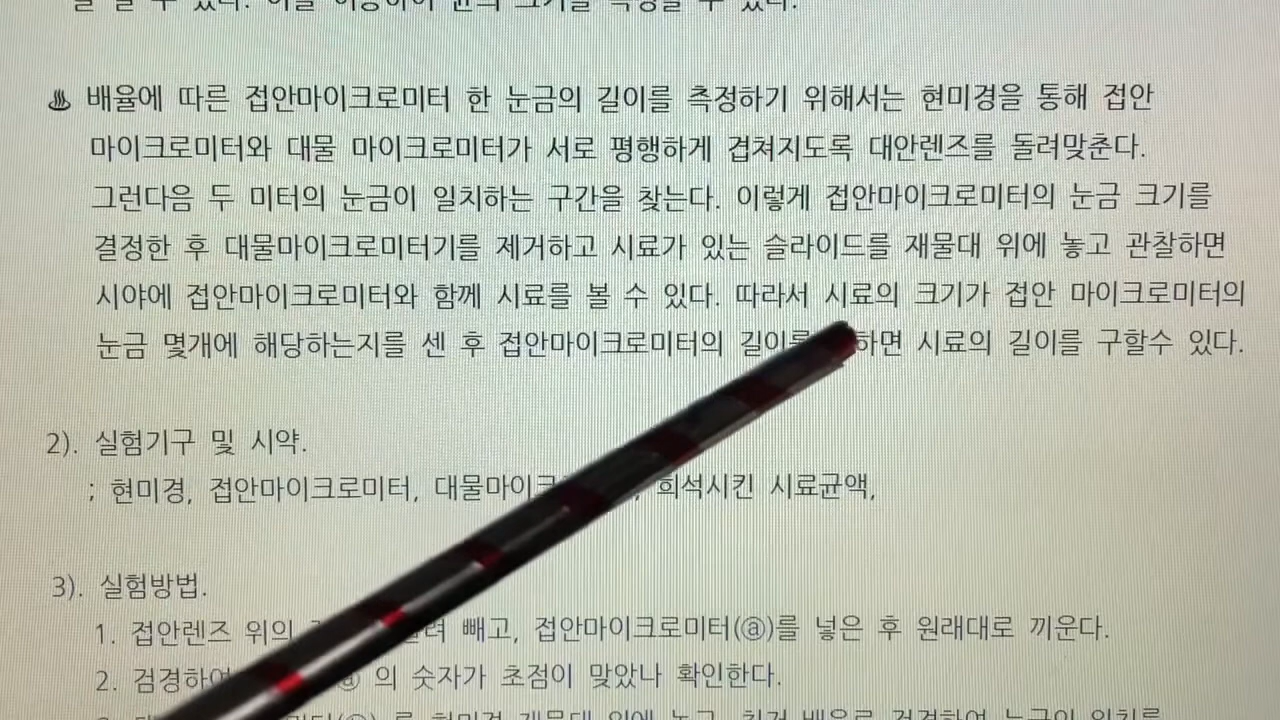 ♨ 배율에 따른 접안마이크로미터 한 눈금의 길이를 측정하기 위해서는 현미경을 통해 접안
마이크로미터와 대물 마이크로미터가 서로 평행하게 겹쳐지도록 대안렌즈를 돌려맞춘다.
그런다음 두 미터의 눈금이 일치하는 구간을 찾는다. 이렇게 접안마이크로미터의 눈금 크기를
결정한 후 대물마이크로미터기를 제거하고 시료가 있는 슬라이드를 재물대 위에 놓고 관찰하면
시야에 접안마이크로미터와 함께 시료를 볼 수 있다. 따라서 시료의 크기가 접안 마이크로미터의
눈금 몇개에 해당하는지를 센 후 접안마이크로미터의 길이를 하면 시료의 길이를 구할수 있다.
2). 실험기구 및 시약.
; 현미경, 접안마이크로미터, 희석시킨 시료균액,
3). 실험방법.
1. 접안렌즈 위의 빼고, 접안마이크로미터(ⓐ)를 넣은 후 원래대로 끼운다.
2. ⓐ 의 숫자가 초점이 맞았나 확인한다.